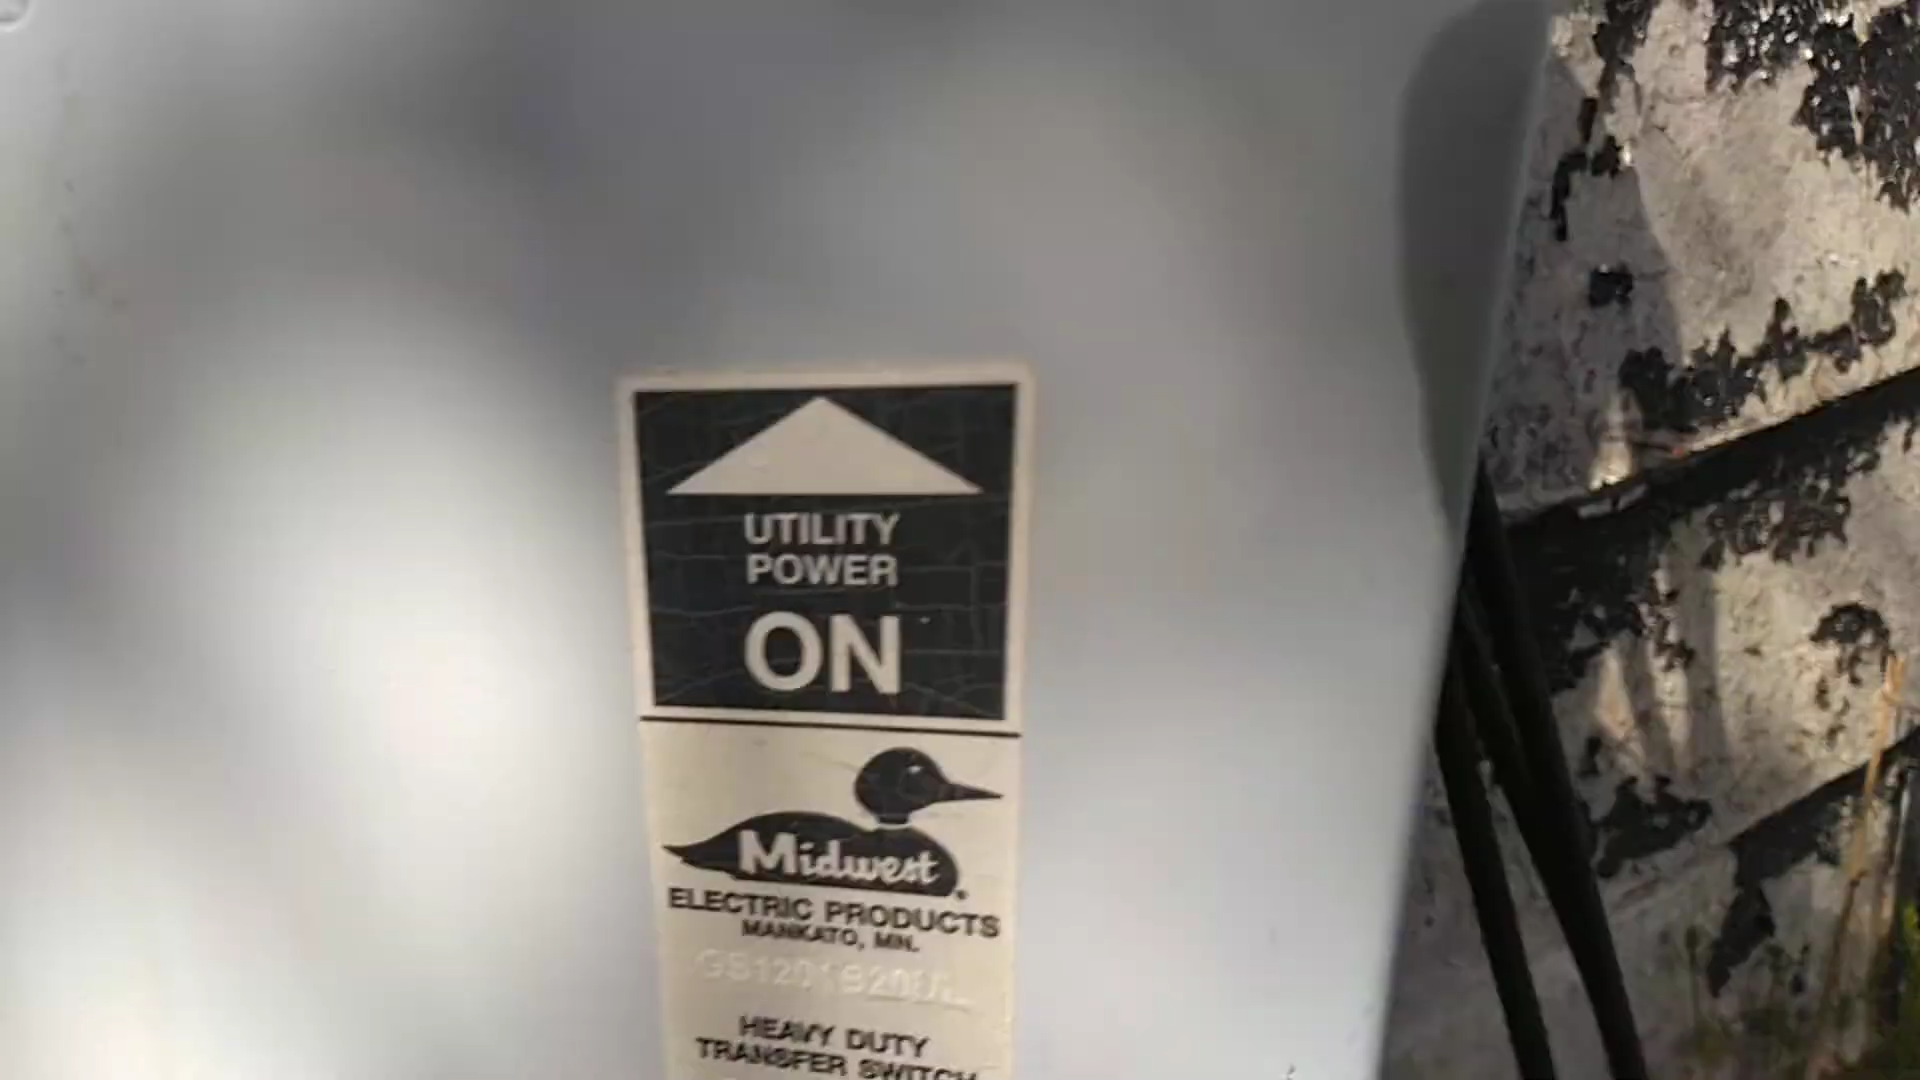 UTILITY
POWER
ON
Midwest
ELECTRIC PRODUCTS
MANKATO, MN.
HEAVY DUTY
TRANSFER SWITCH